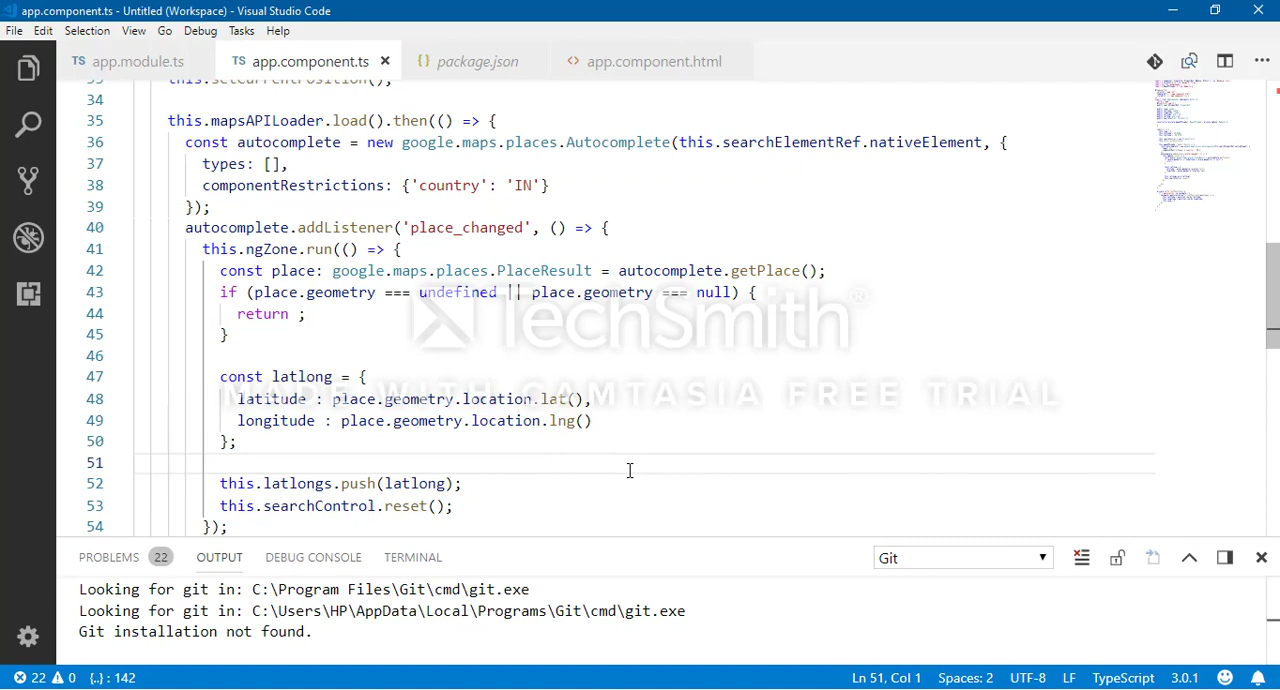 app.component.ts - Untitled (Workspace) - Visual Studio Code
File Edit Selection View Go Debug Tasks Help
TS app.module.ts TS app.component.ts × {} package.json <> app.component.html ···
33 this.setCurrentPosition();
34
35 this.mapsAPILoader.load().then(() => {
36 const autocomplete = new google.maps.places.Autocomplete(this.searchElementRef.nativeElement, {
37 types: [],
38 componentRestrictions: {'country': 'IN'}
39 });
40 autocomplete.addListener('place_changed', () => {
41 this.ngZone.run(() => {
42 const place: google.maps.places.PlaceResult = autocomplete.getPlace();
43 if (place.geometry === undefined || place.geometry === null) {
44 return ;
45 }
46
47 const latlong = {
48 latitude : place.geometry.location.lat(),
49 longitude : place.geometry.location.lng()
50 };
51
52 this.latlongs.push(latlong);
53 this.searchControl.reset();
54 });
TechSmith®
MADE WITH CAMTASIA FREE TRIAL
PROBLEMS 22 OUTPUT DEBUG CONSOLE TERMINAL Git
Looking for git in: C:\Program Files\Git\cmd\git.exe
Looking for git in: C:\Users\HP\AppData\Local\Programs\Git\cmd\git.exe
Git installation not found.
22 0 {..} : 142 Ln 51, Col 1 Spaces: 2 UTF-8 LF TypeScript 3.0.1